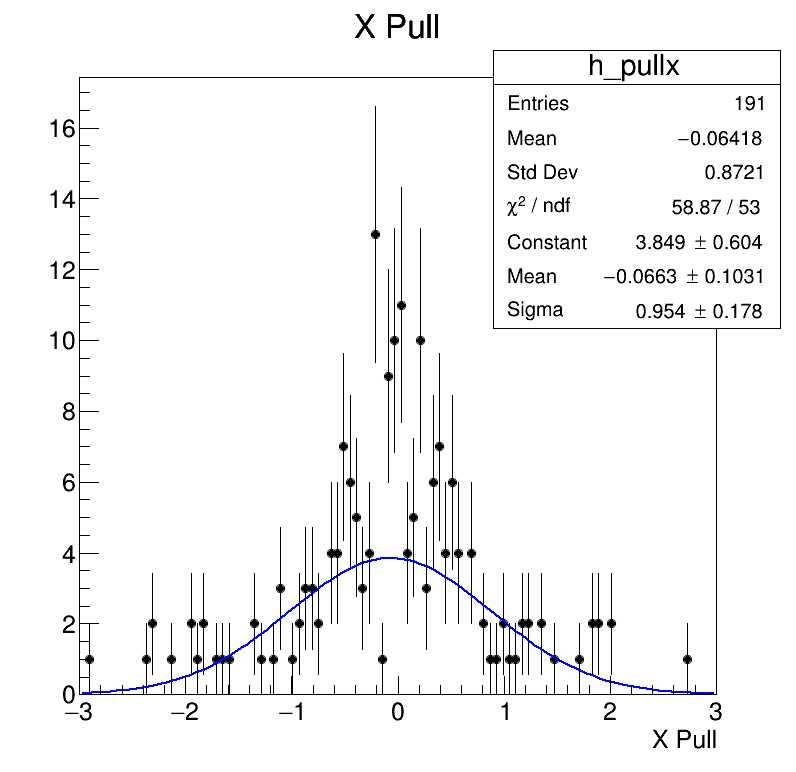 X Pull
h_pullx
Entries 191
Mean −0.06418
Std Dev 0.8721
χ² / ndf 58.87 / 53
Constant 3.849 ± 0.604
Mean −0.0663 ± 0.1031
Sigma 0.954 ± 0.178
16
14
12
10
8
6
4
2
0
−3 −2 −1 0 1 2 3
X Pull